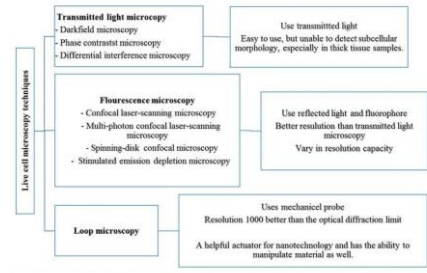 Live cell microscopy techniques
Transmitted light microscopy
- Darkfield microscopy
- Phase contraststt microscopy
- Differential interference microscopy
Use transmittted light
Easy to use, but unable to detect subcellular
morphology, especially in thick tissue samples.
Flourescence microscopy
- Confocal laser-scanning microscopy
- Multi-photon confocal laser-scanning
microscopy
- Spinning-disk confocal microscopy
- Stimulated emission depletion microscopy
Use reflected light and fluorophore
Better resulution than transmitted light
microscopy
Vary in resolution capacity
Loop microscopy
Uses mechanicel probe
Resolution 1000 better than the optical diffraction limit
A helpful actuator for nanotechnology and has the ability to
manipulate material as well.